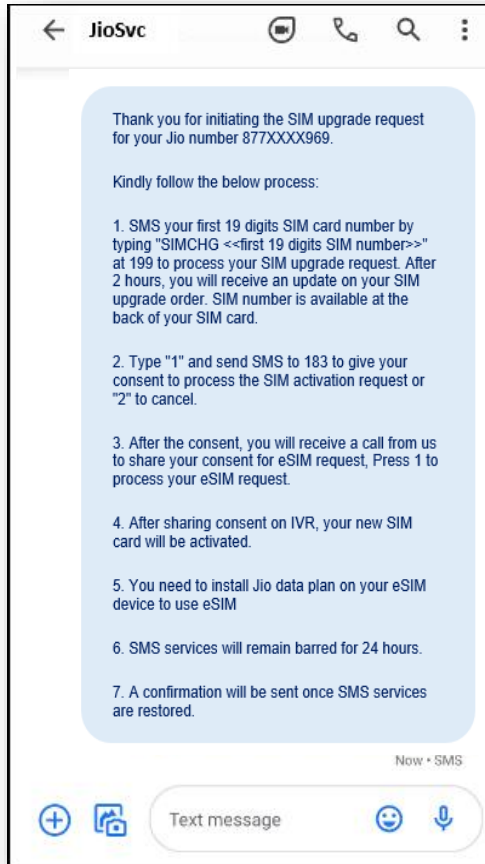 JioSvc
Thank you for initiating the SIM upgrade request
for your Jio number 877XXXX969.
Kindly follow the below process:
1. SMS your first 19 digits SIM card number by
typing "SIMCHG <<first 19 digits SIM number>>"
at 199 to process your SIM upgrade request. After
2 hours, you will receive an update on your SIM
upgrade order. SIM number is available at the
back of your SIM card.
2. Type "1" and send SMS to 183 to give your
consent to process the SIM activation request or
"2" to cancel.
3. After the consent, you will receive a call from us
to share your consent for eSIM request, Press 1 to
process your eSIM request.
4. After sharing consent on IVR, your new SIM
card will be activated.
5. You need to install Jio data plan on your eSIM
device to use eSIM
6. SMS services will remain barred for 24 hours.
7. A confirmation will be sent once SMS services
are restored.
Now • SMS
Text message